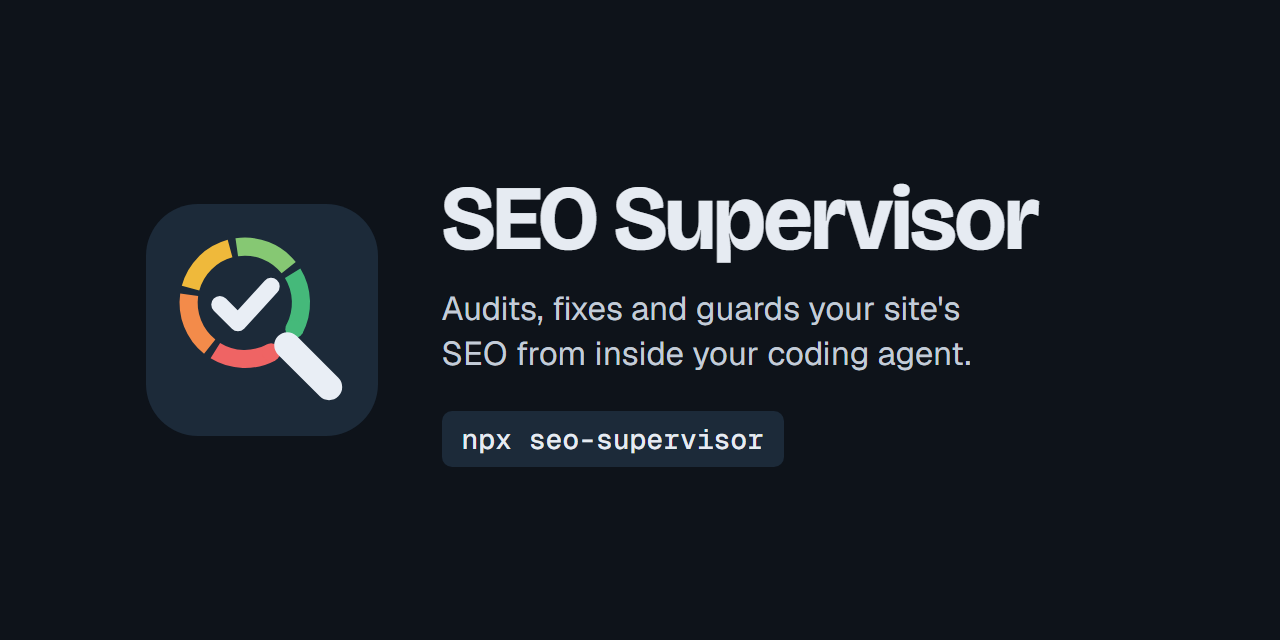 SEO Supervisor
Audits, fixes and guards your site's
SEO from inside your coding agent.
npx seo-supervisor